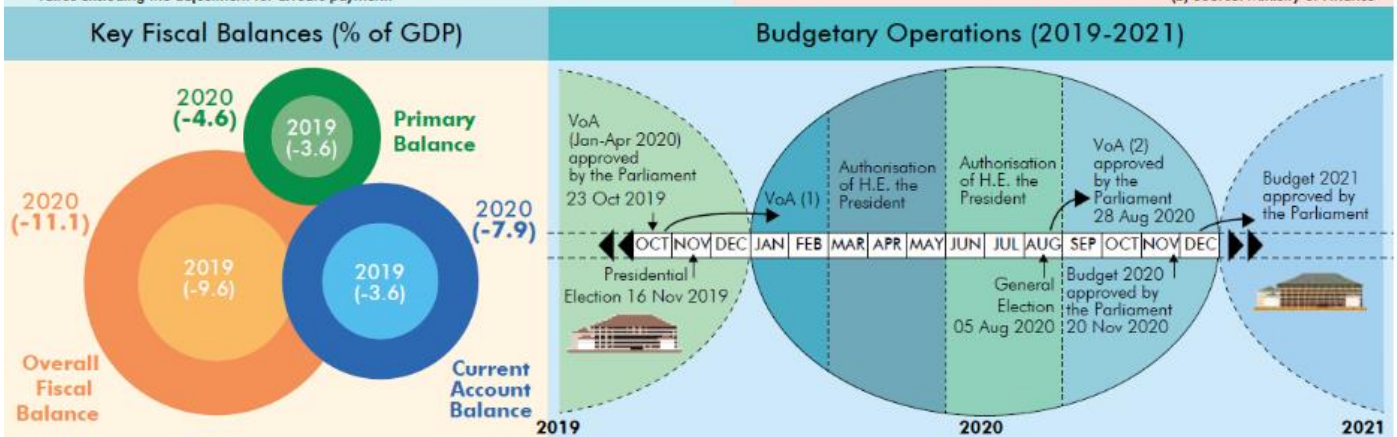 Key Fiscal Balances (% of GDP)
2020
(-4.6)
2019
(-3.6)
Primary
Balance
2020
(-11.1)
2019
(-9.6)
Overall
Fiscal
Balance
2020
(-7.9)
2019
(-3.6)
Current
Account
Balance
Budgetary Operations (2019-2021)
VoA
(Jan-Apr 2020)
approved
by the Parliament
23 Oct 2019
VoA (1)
Authorisation
of H.E. the
President
Authorisation
of H.E. the
President
VoA (2)
approved
by the
Parliament
28 Aug 2020
Budget 2021
approved by
the Parliament
OCT NOV DEC JAN FEB MAR APR MAY JUN JUL AUG SEP OCT NOV DEC
Presidential
Election 16 Nov 2019
General
Election
05 Aug 2020
Budget 2020
approved by
the Parliament
20 Nov 2020
2019
2020
2021